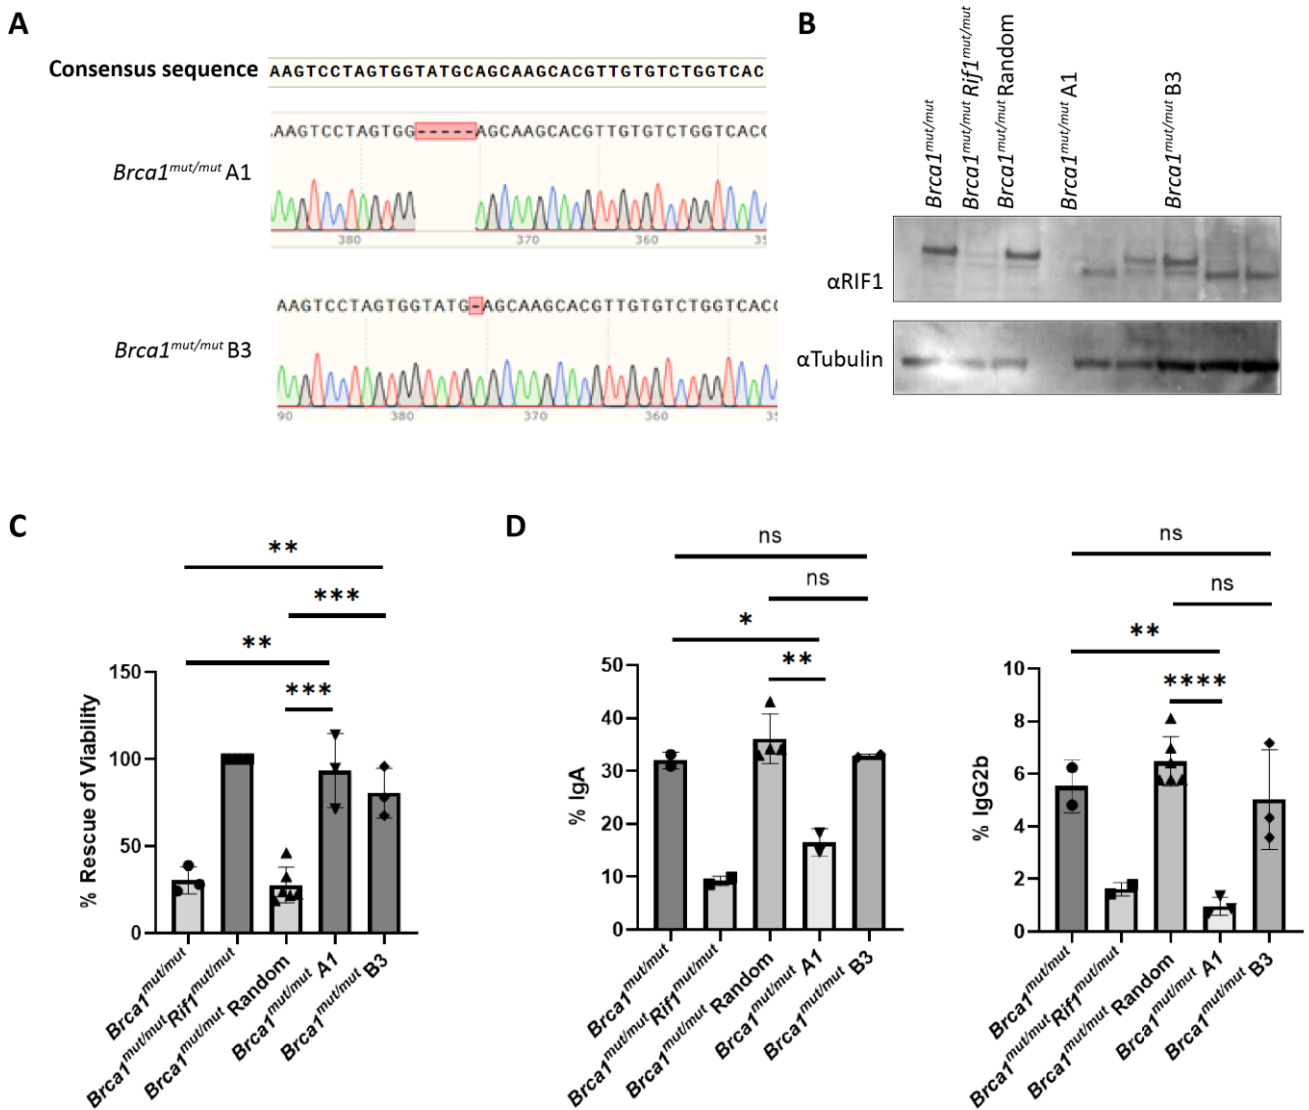 A
Consensus sequence AAGTCCTAGTGGTATGCAGCAAGCACGTTGTGTCTGGTCAC
AAGTCCTAGTGG-----AGCAAGCACGTTGTGTCTGGTCACC
Brca1mut/mut A1
380 370 360 35
AAGTCCTAGTGGTATG-AGCAAGCACGTTGTGTCTGGTCACC
Brca1mut/mut B3
90 380 370 360 35
B
Brca1mut/mut
Brca1mut/mut Rif1mut/mut
Brca1mut/mut Random
Brca1mut/mut A1
Brca1mut/mut B3
αRIF1
αTubulin
C
**
***
**
***
150
100
50
0
% Rescue of Viability
Brca1mut/mut
Brca1mut/mut Rif1mut/mut
Brca1mut/mut Random
Brca1mut/mut A1
Brca1mut/mut B3
D
ns
ns
*
**
50
40
30
20
10
0
% IgA
Brca1mut/mut
Brca1mut/mut Rif1mut/mut
Brca1mut/mut Random
Brca1mut/mut A1
Brca1mut/mut B3
ns
ns
**
****
10
8
6
4
2
0
% IgG2b
Brca1mut/mut
Brca1mut/mut Rif1mut/mut
Brca1mut/mut Random
Brca1mut/mut A1
Brca1mut/mut B3